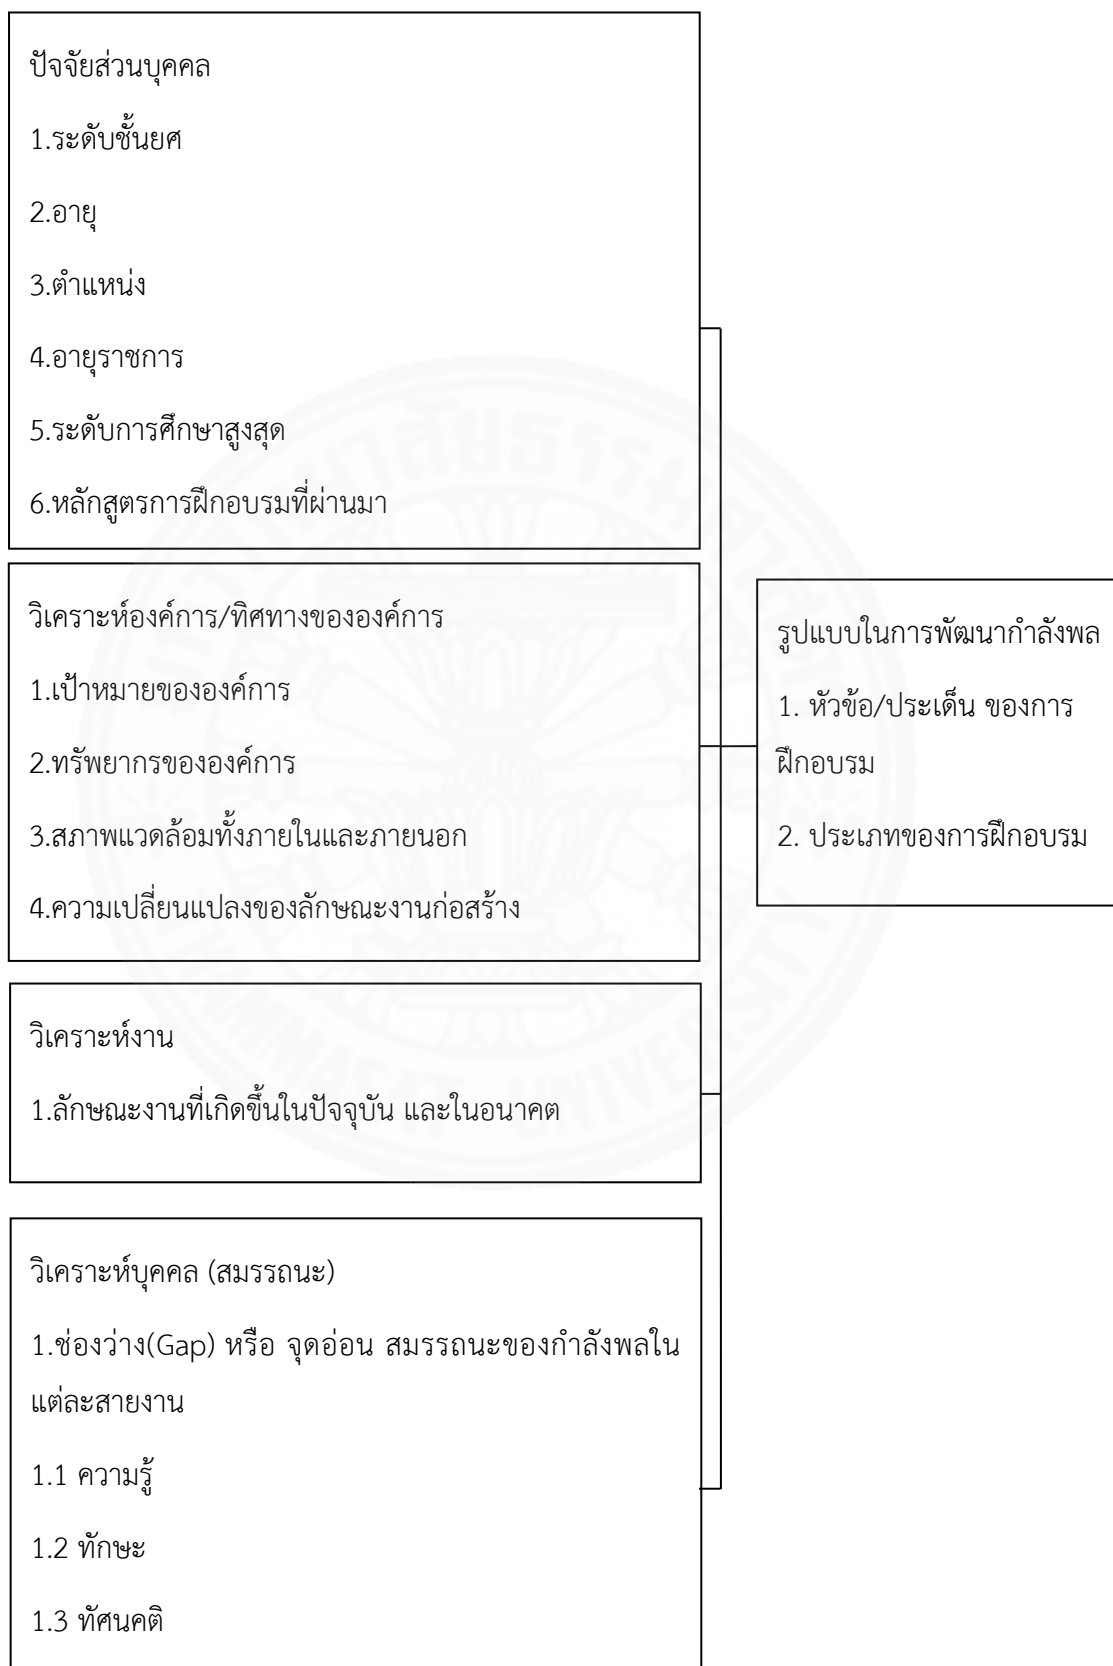 ปัจจัยส่วนบุคคล
1.ระดับชั้นยศ
2.อายุ
3.ตำแหน่ง
4.อายุราชการ
5.ระดับการศึกษาสูงสุด
6.หลักสูตรการฝึกอบรมที่ผ่านมา
วิเคราะห์องค์การ/ทิศทางขององค์การ
1.เป้าหมายขององค์การ
2.ทรัพยากรขององค์การ
3.สภาพแวดล้อมทั้งภายในและภายนอก
4.ความเปลี่ยนแปลงของลักษณะงานก่อสร้าง
รูปแบบในการพัฒนากำลังพล
1. หัวข้อ/ประเด็น ของการ
ฝึกอบรม
2. ประเภทของการฝึกอบรม
วิเคราะห์งาน
1.ลักษณะงานที่เกิดขึ้นในปัจจุบัน และในอนาคต
วิเคราะห์บุคคล (สมรรถนะ)
1.ช่องว่าง(Gap) หรือ จุดอ่อน สมรรถนะของกำลังพลใน
แต่ละสายงาน
1.1 ความรู้
1.2 ทักษะ
1.3 ทัศนคติ
มหาวิทยาลัยธรรมศาสตร์
THAMMASAT UNIVERSITY